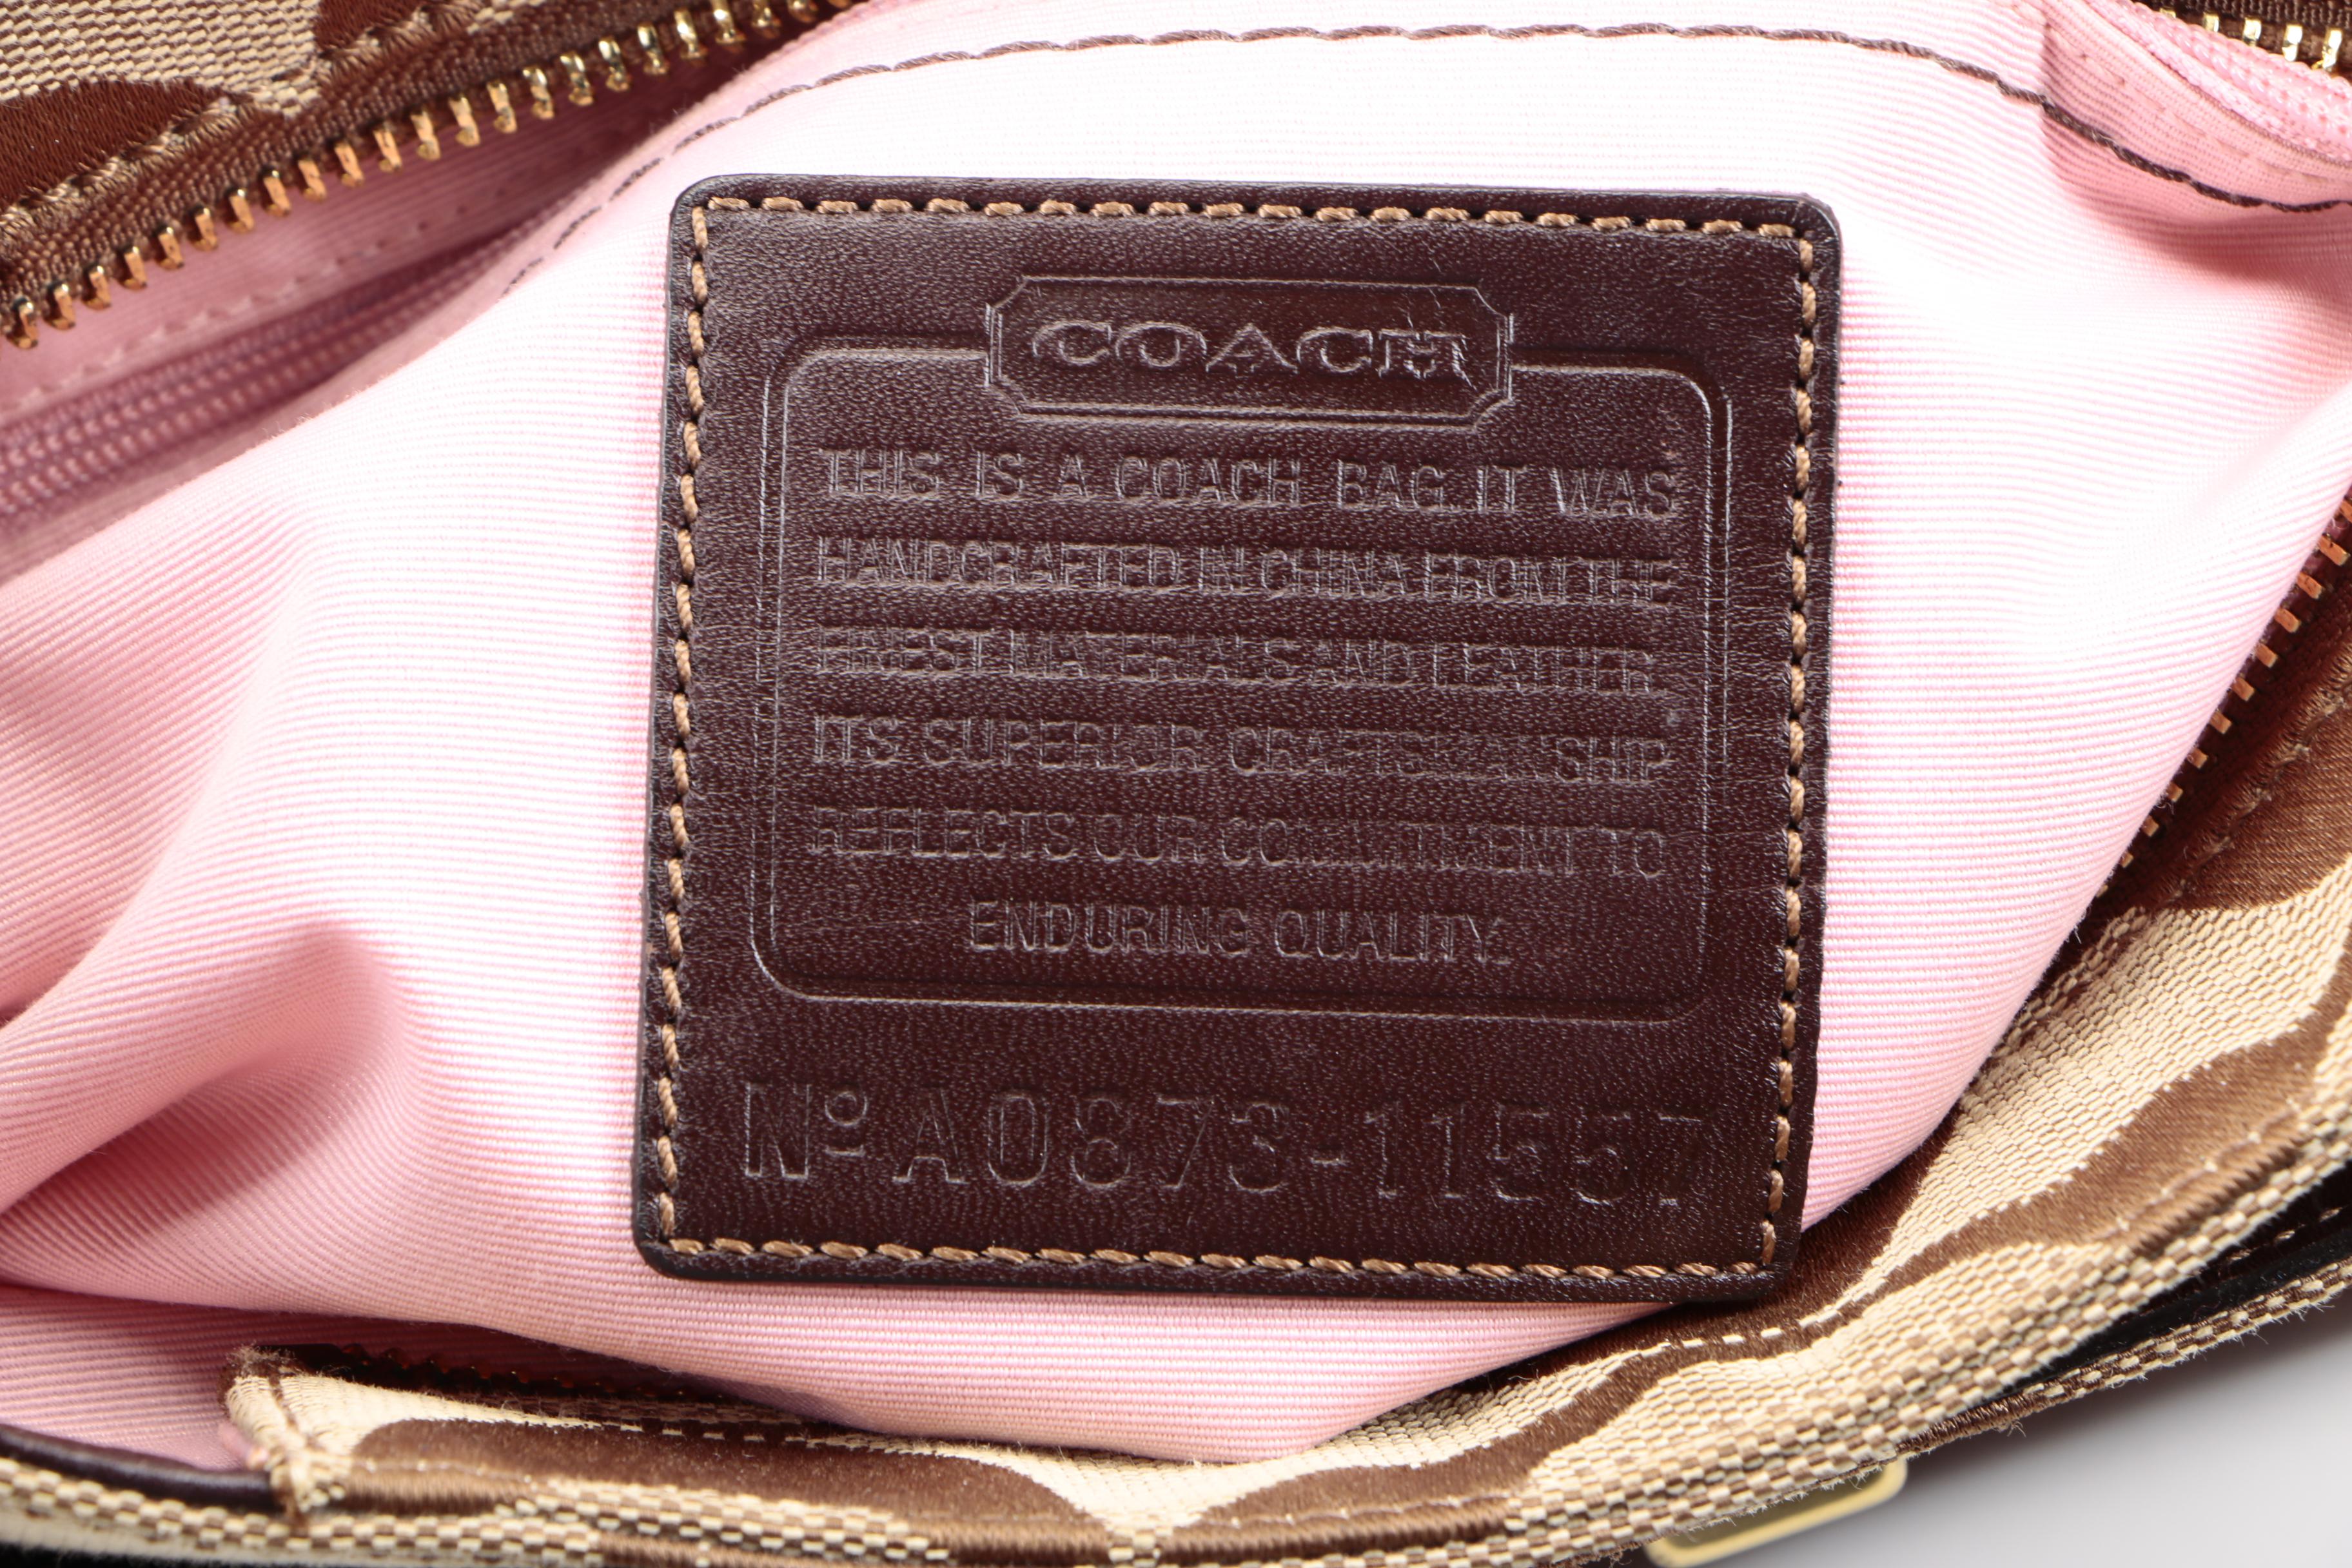 COACH
THIS IS A COACH BAG. IT WAS
HANDCRAFTED IN CHINA FROM THE
FINEST MATERIALS AND LEATHER.
ITS SUPERIOR CRAFTSMANSHIP
REFLECTS OUR COMMITMENT TO
ENDURING QUALITY.
Nº A0873-11557